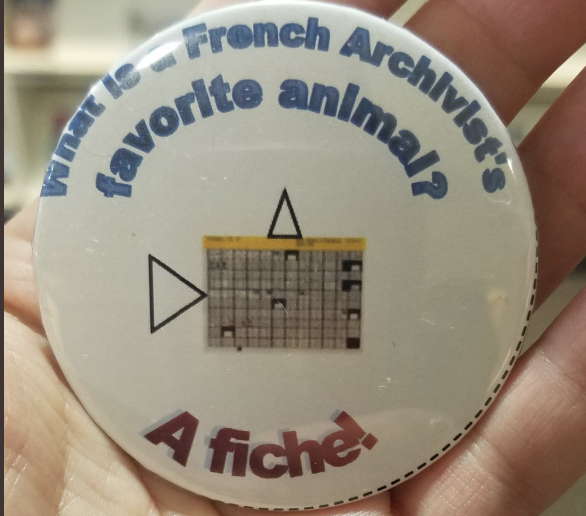 What is a French Archivist's
favorite animal?
A fiche!